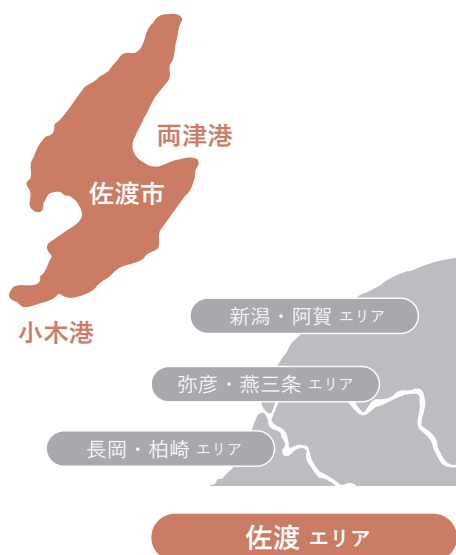 両津港
佐渡市
小木港
新潟・阿賀 エリア
弥彦・燕三条 エリア
長岡・柏崎 エリア
佐渡 エリア